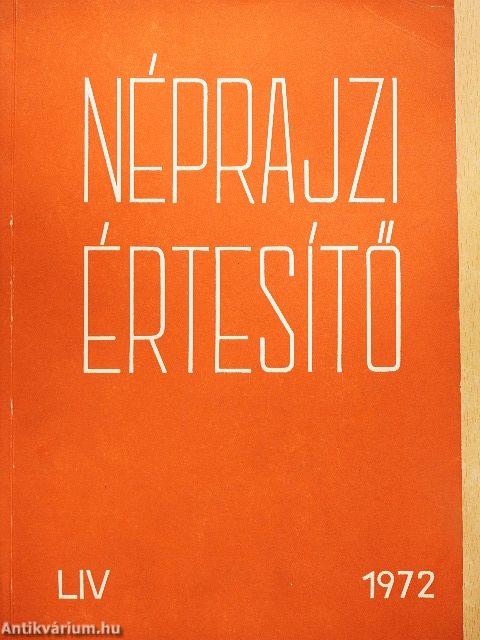 NÉPRAJZI
ÉRTESÍTŐ
LIV 1972
Antikvárium.hu